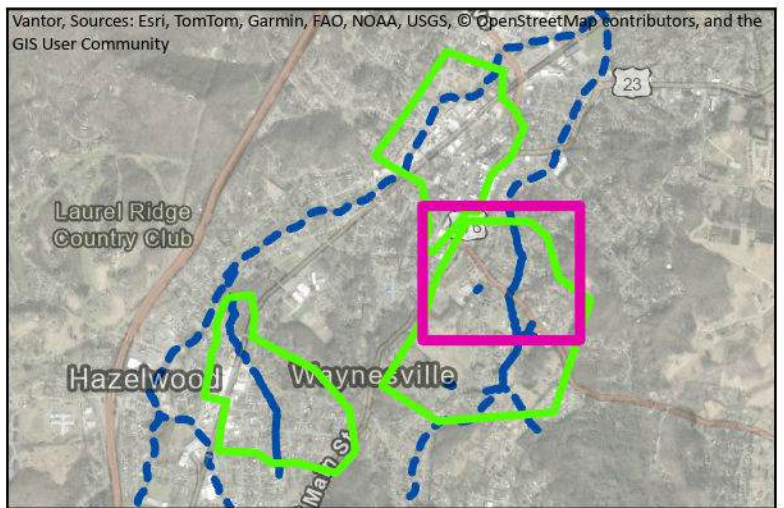 Vantor, Sources: Esri, TomTom, Garmin, FAO, NOAA, USGS, © OpenStreetMap contributors, and the
GIS User Community
23
Laurel Ridge
Country Club
Hazelwood
Waynesville
Main St